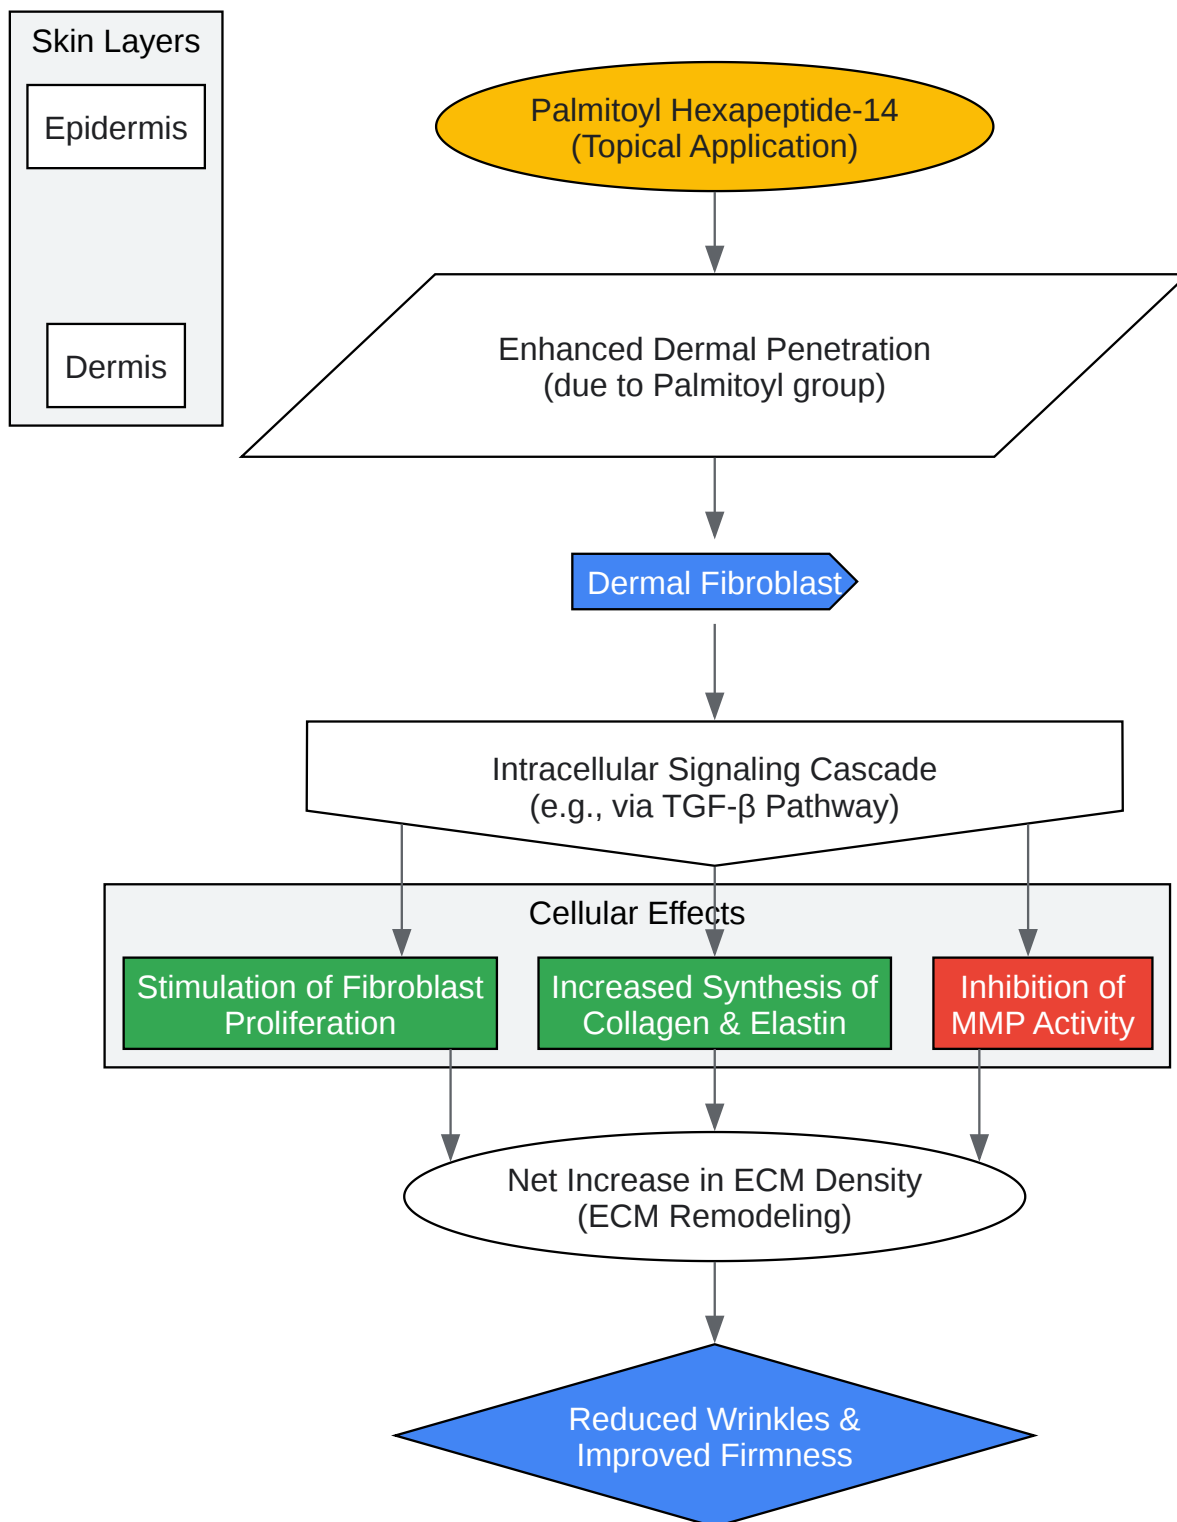 Skin Layers
Epidermis
Dermis
Palmitoyl Hexapeptide-14
(Topical Application)
Enhanced Dermal Penetration
(due to Palmitoyl group)
Dermal Fibroblast
Intracellular Signaling Cascade
(e.g., via TGF-β Pathway)
Cellular Effects
Stimulation of Fibroblast
Proliferation
Increased Synthesis of
Collagen & Elastin
Inhibition of
MMP Activity
Net Increase in ECM Density
(ECM Remodeling)
Reduced Wrinkles &
Improved Firmness